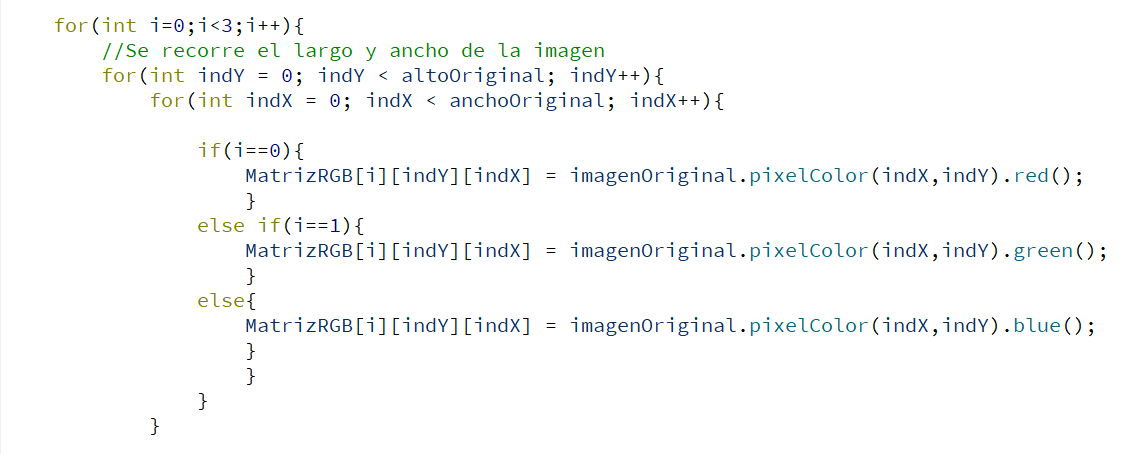 for(int i=0;i<3;i++){
//Se recorre el largo y ancho de la imagen
for(int indY = 0; indY < altoOriginal; indY++){
for(int indX = 0; indX < anchoOriginal; indX++){
if(i==0){
MatrizRGB[i][indY][indX] = imagenOriginal.pixelColor(indX,indY).red();
}
else if(i==1){
MatrizRGB[i][indY][indX] = imagenOriginal.pixelColor(indX,indY).green();
}
else{
MatrizRGB[i][indY][indX] = imagenOriginal.pixelColor(indX,indY).blue();
}
}
}
}